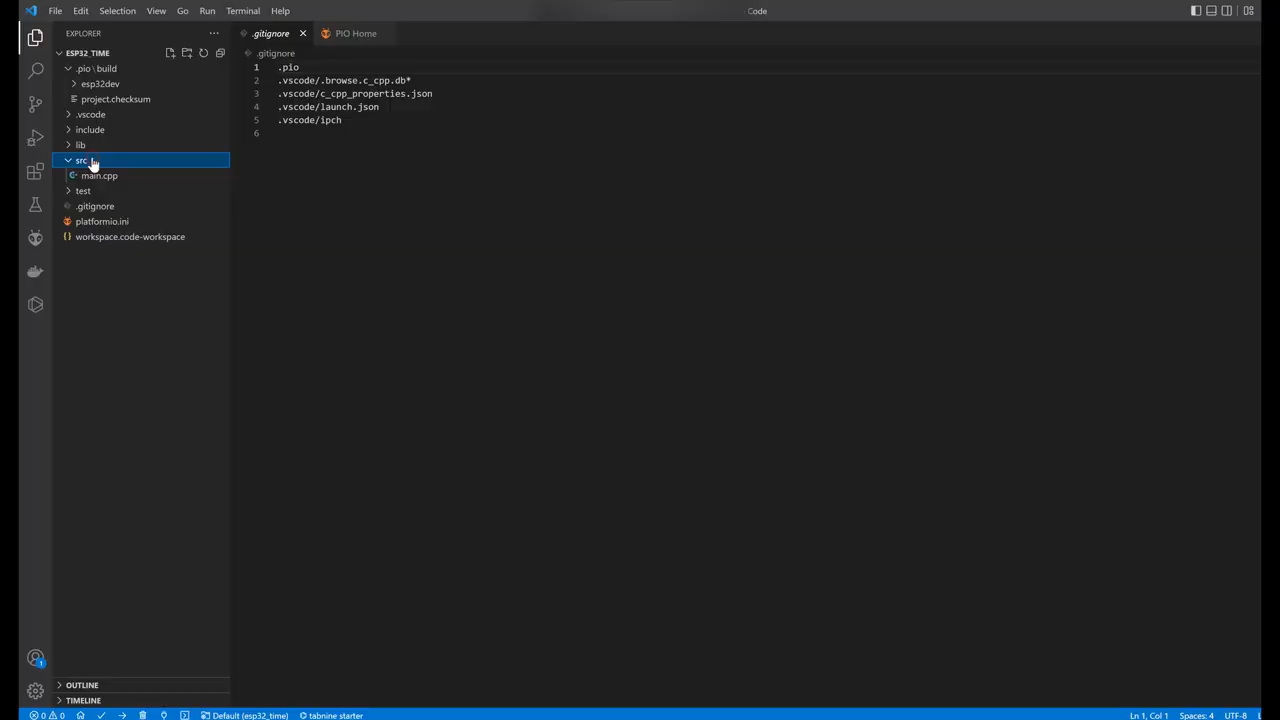 File Edit Selection View Go Run Terminal Help
Code
EXPLORER
ESP32_TIME
.pio \ build
esp32dev
project.checksum
.vscode
include
lib
src
main.cpp
test
.gitignore
platformio.ini
workspace.code-workspace
OUTLINE
TIMELINE
.gitignore
PIO Home
.gitignore
1 .pio
2 .vscode/.browse.c_cpp.db*
3 .vscode/c_cpp_properties.json
4 .vscode/launch.json
5 .vscode/ipch
6
1
0 0 Default (esp32_time) tabnine starter Ln 1, Col 1 Spaces: 4 UTF-8